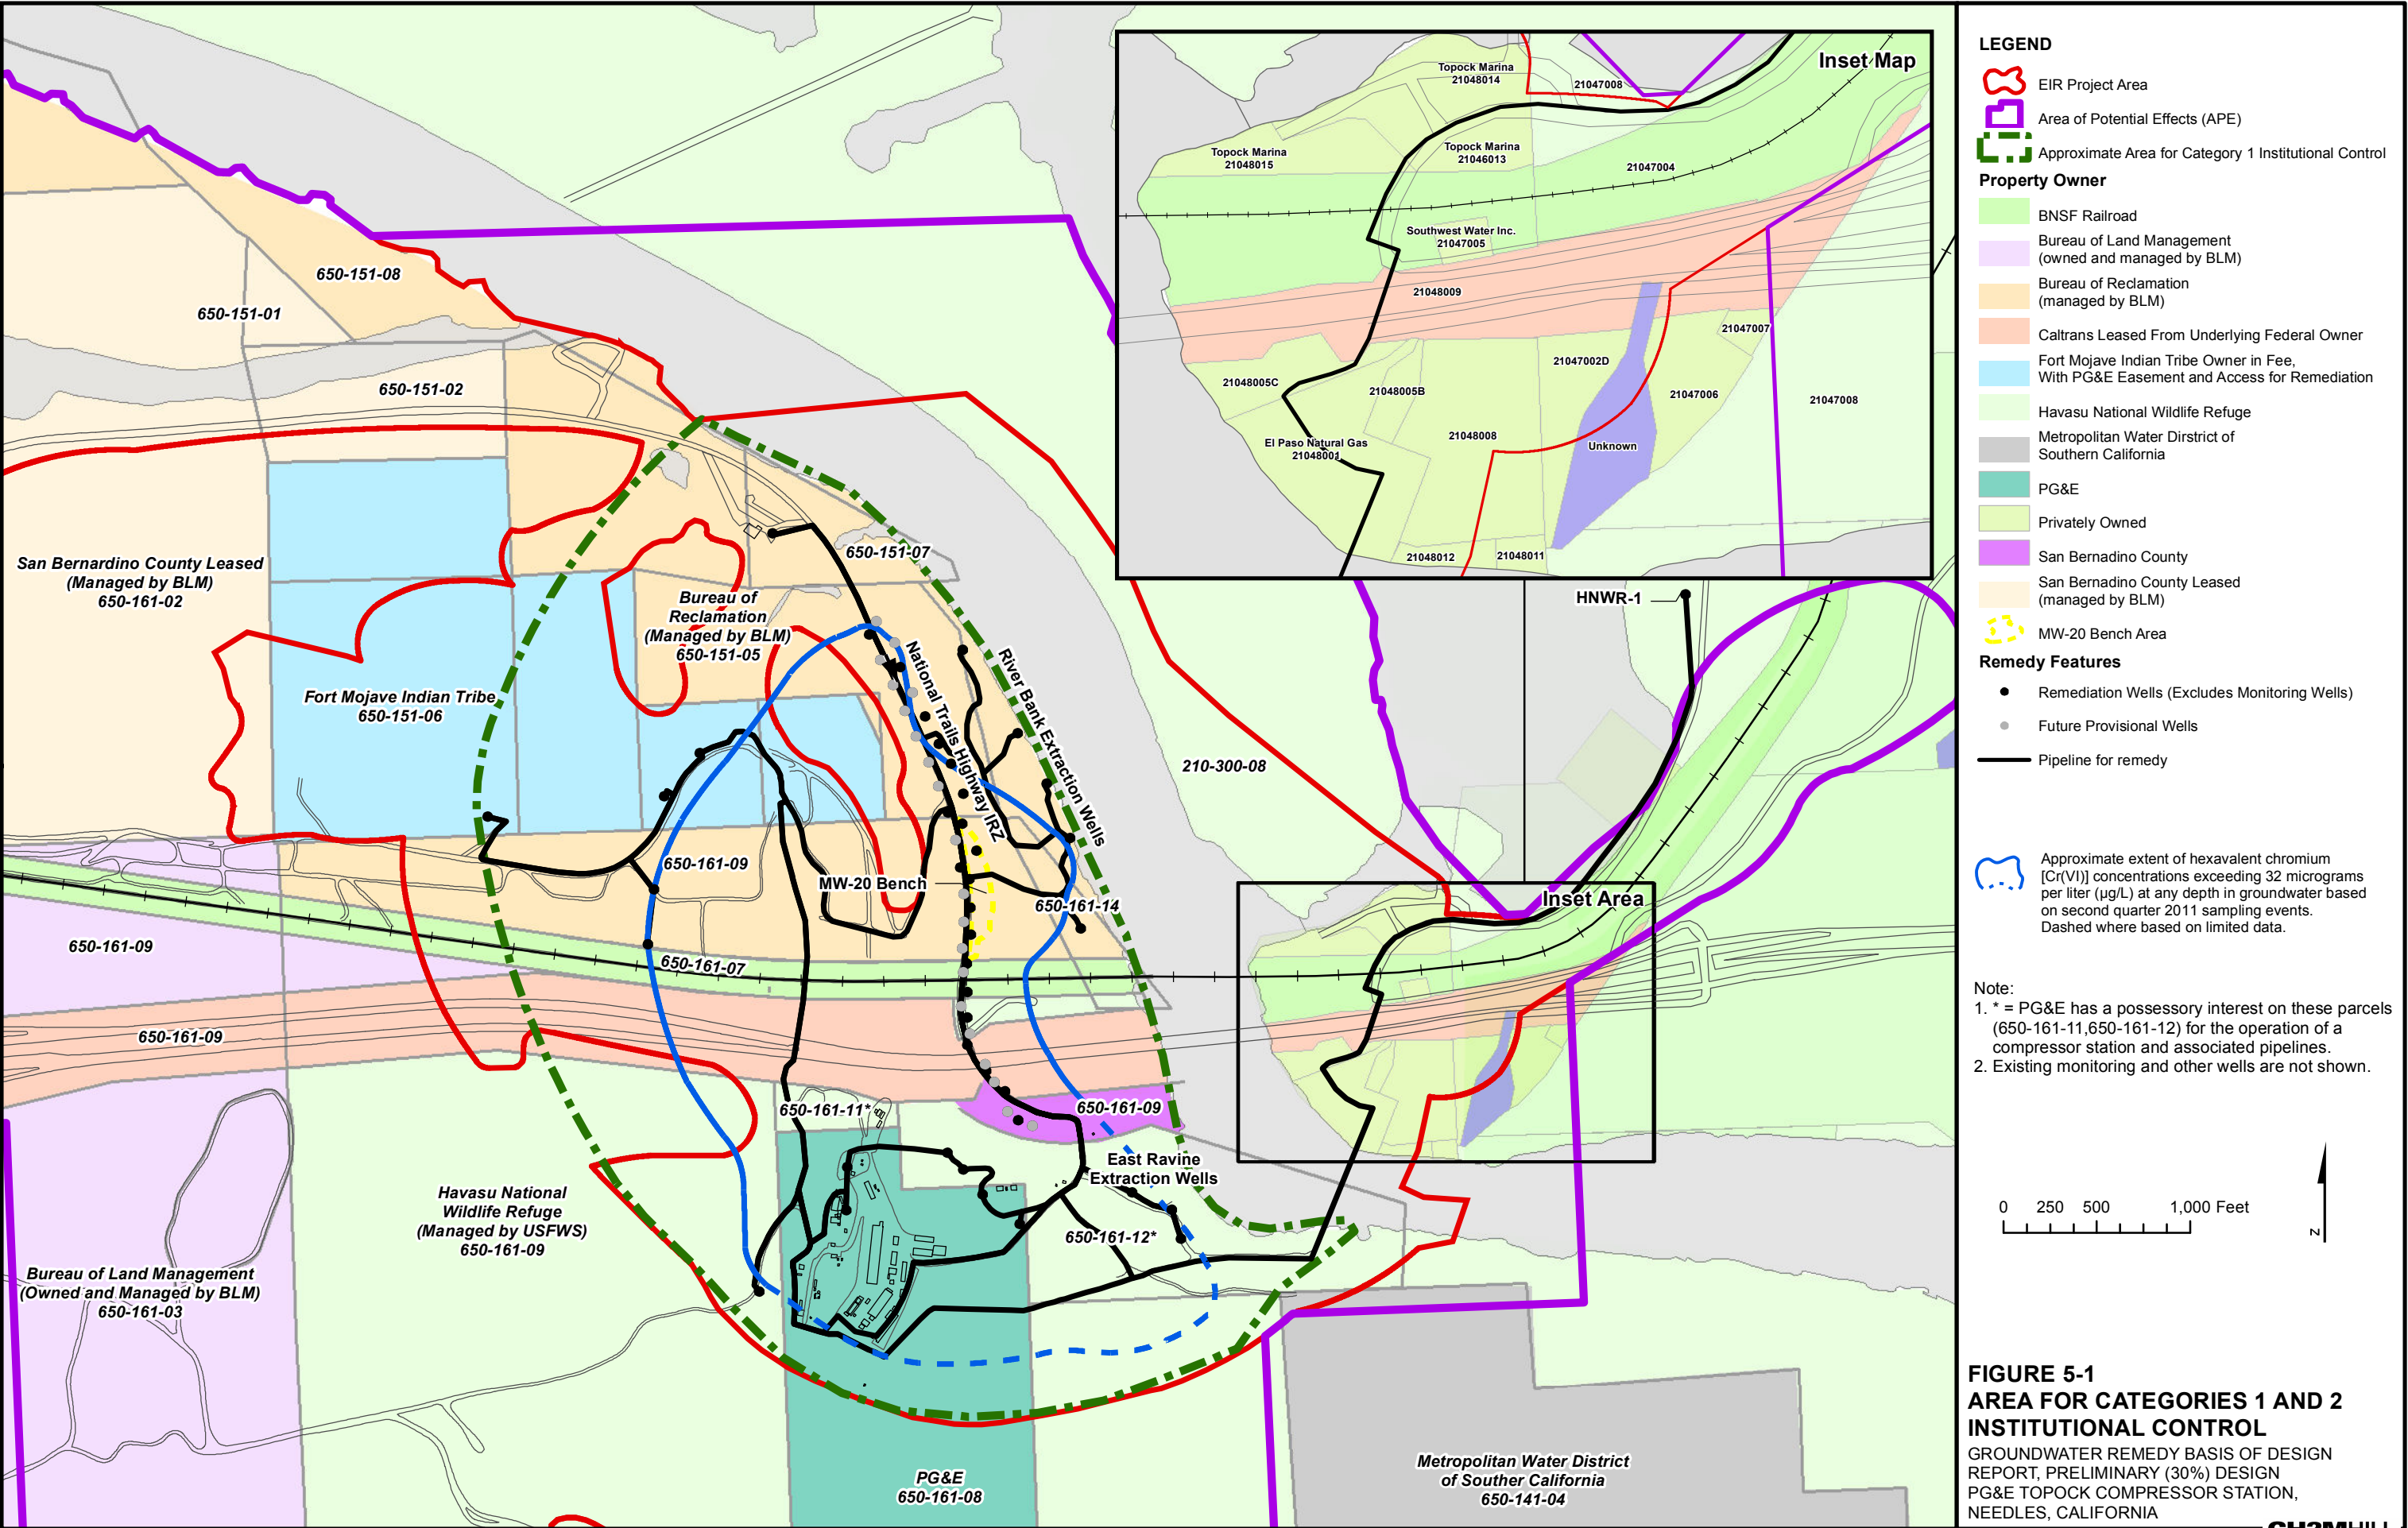 650-151-08
650-151-01
650-151-02
San Bernardino County Leased
(Managed by BLM)
650-161-02
650-151-07
Bureau of
Reclamation
(Managed by BLM)
650-151-05
Fort Mojave Indian Tribe
650-151-06
National Trails Highway IRZ
River Bank Extraction Wells
210-300-08
HNWR-1
650-161-09
MW-20 Bench
650-161-14
650-161-09
650-161-07
650-161-09
Inset Area
650-161-11*
650-161-09
East Ravine
Extraction Wells
650-161-12*
Havasu National
Wildlife Refuge
(Managed by USFWS)
650-161-09
Bureau of Land Management
(Owned and Managed by BLM)
650-161-03
PG&E
650-161-08
Metropolitan Water District
of Souther California
650-141-04
Inset Map
Topock Marina
21048014
21047008
Topock Marina
21048015
Topock Marina
21046013
21047004
Southwest Water Inc.
21047005
21048009
21047007
21047002D
21048005C
21048005B
21047006
21047008
21048008
El Paso Natural Gas
21048001
Unknown
21048012
21048011
LEGEND
EIR Project Area
Area of Potential Effects (APE)
Approximate Area for Category 1 Institutional Control
Property Owner
BNSF Railroad
Bureau of Land Management
(owned and managed by BLM)
Bureau of Reclamation
(managed by BLM)
Caltrans Leased From Underlying Federal Owner
Fort Mojave Indian Tribe Owner in Fee,
With PG&E Easement and Access for Remediation
Havasu National Wildlife Refuge
Metropolitan Water Dirstrict of
Southern California
PG&E
Privately Owned
San Bernadino County
San Bernadino County Leased
(managed by BLM)
MW-20 Bench Area
Remedy Features
Remediation Wells (Excludes Monitoring Wells)
Future Provisional Wells
Pipeline for remedy
Approximate extent of hexavalent chromium
[Cr(VI)] concentrations exceeding 32 micrograms
per liter (µg/L) at any depth in groundwater based
on second quarter 2011 sampling events.
Dashed where based on limited data.
Note:
1. * = PG&E has a possessory interest on these parcels
(650-161-11,650-161-12) for the operation of a
compressor station and associated pipelines.
2. Existing monitoring and other wells are not shown.
0 250 500 1,000 Feet
N
FIGURE 5-1
AREA FOR CATEGORIES 1 AND 2
INSTITUTIONAL CONTROL
GROUNDWATER REMEDY BASIS OF DESIGN
REPORT, PRELIMINARY (30%) DESIGN
PG&E TOPOCK COMPRESSOR STATION,
NEEDLES, CALIFORNIA
CH2MHILL